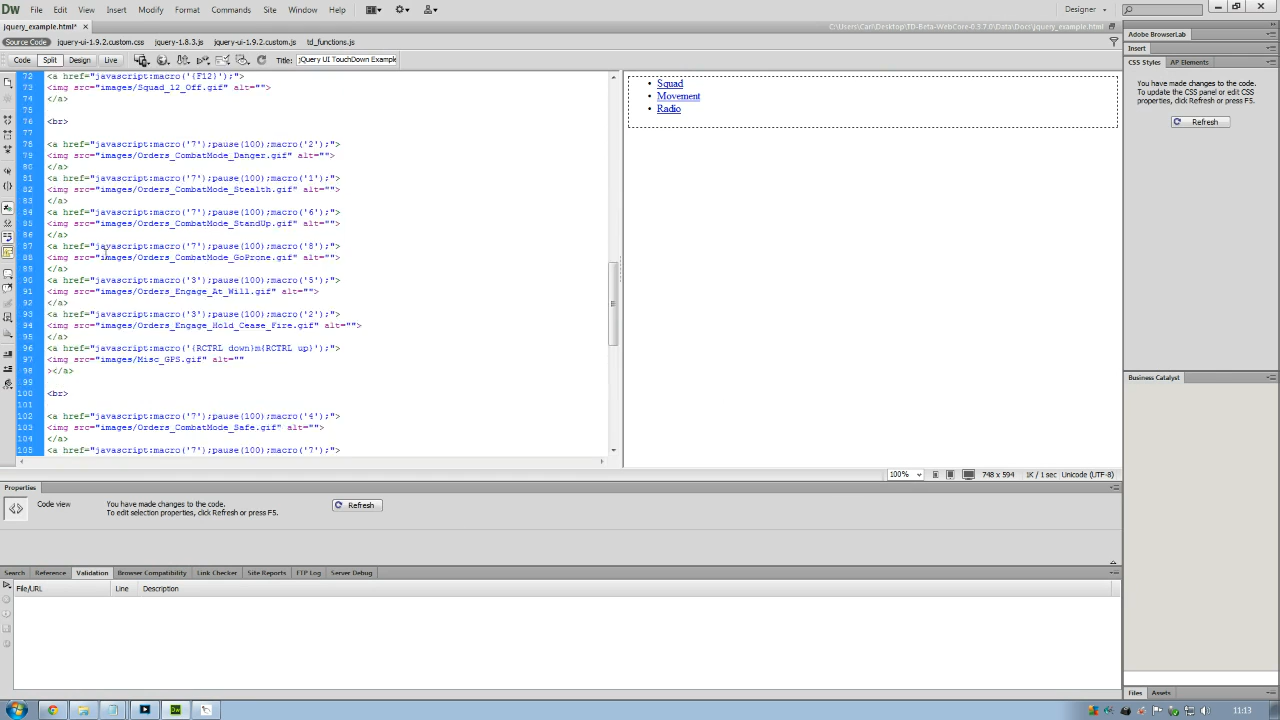 Dw File Edit View Insert Modify Format Commands Site Window Help Designer
jquery_example.html* × C:\Users\Carl\Desktop\TD-Beta-WebCore-0.3.7.0\Data\Docs\jquery_example.html
Source Code jquery-ui-1.9.2.custom.css jquery-1.8.3.js jquery-ui-1.9.2.custom.js td_functions.js
Code Split Design Live Title: jQuery UI TouchDown Example
72 <a href="javascript:macro('{F12}');">
73 <img src="images/Squad_12_Off.gif" alt="">
74 </a>
75
76 <br>
77
78 <a href="javascript:macro('7');pause(100);macro('2');">
79 <img src="images/Orders_CombatMode_Danger.gif" alt="">
80 </a>
81 <a href="javascript:macro('7');pause(100);macro('1');">
82 <img src="images/Orders_CombatMode_Stealth.gif" alt="">
83 </a>
84 <a href="javascript:macro('7');pause(100);macro('6');">
85 <img src="images/Orders_CombatMode_StandUp.gif" alt="">
86 </a>
87 <a href="javascript:macro('7');pause(100);macro('8');">
88 <img src="images/Orders_CombatMode_GoProne.gif" alt="">
89 </a>
90 <a href="javascript:macro('3');pause(100);macro('5');">
91 <img src="images/Orders_Engage_At_Will.gif" alt="">
92 </a>
93 <a href="javascript:macro('3');pause(100);macro('2');">
94 <img src="images/Orders_Engage_Hold_Cease_Fire.gif" alt="">
95 </a>
96 <a href="javascript:macro('{RCTRL down}m{RCTRL up}');">
97 <img src="images/Misc_GPS.gif" alt=""
98 ></a>
99
100 <br>
101
102 <a href="javascript:macro('7');pause(100);macro('4');">
103 <img src="images/Orders_CombatMode_Safe.gif" alt="">
104 </a>
105 <a href="javascript:macro('7');pause(100);macro('7');">
• Squad
• Movement
• Radio
100% 748 x 594 1K / 1 sec Unicode (UTF-8)
Adobe BrowserLab
Insert
CSS Styles AP Elements
You have made changes to the code.
To update the CSS panel or edit CSS
properties, click Refresh or press F5.
Refresh
Business Catalyst
Files Assets
Properties
Code view You have made changes to the code.
To edit selection properties, click Refresh or press F5.
Refresh
Search Reference Validation Browser Compatibility Link Checker Site Reports FTP Log Server Debug
File/URL Line Description
Dw
11:13